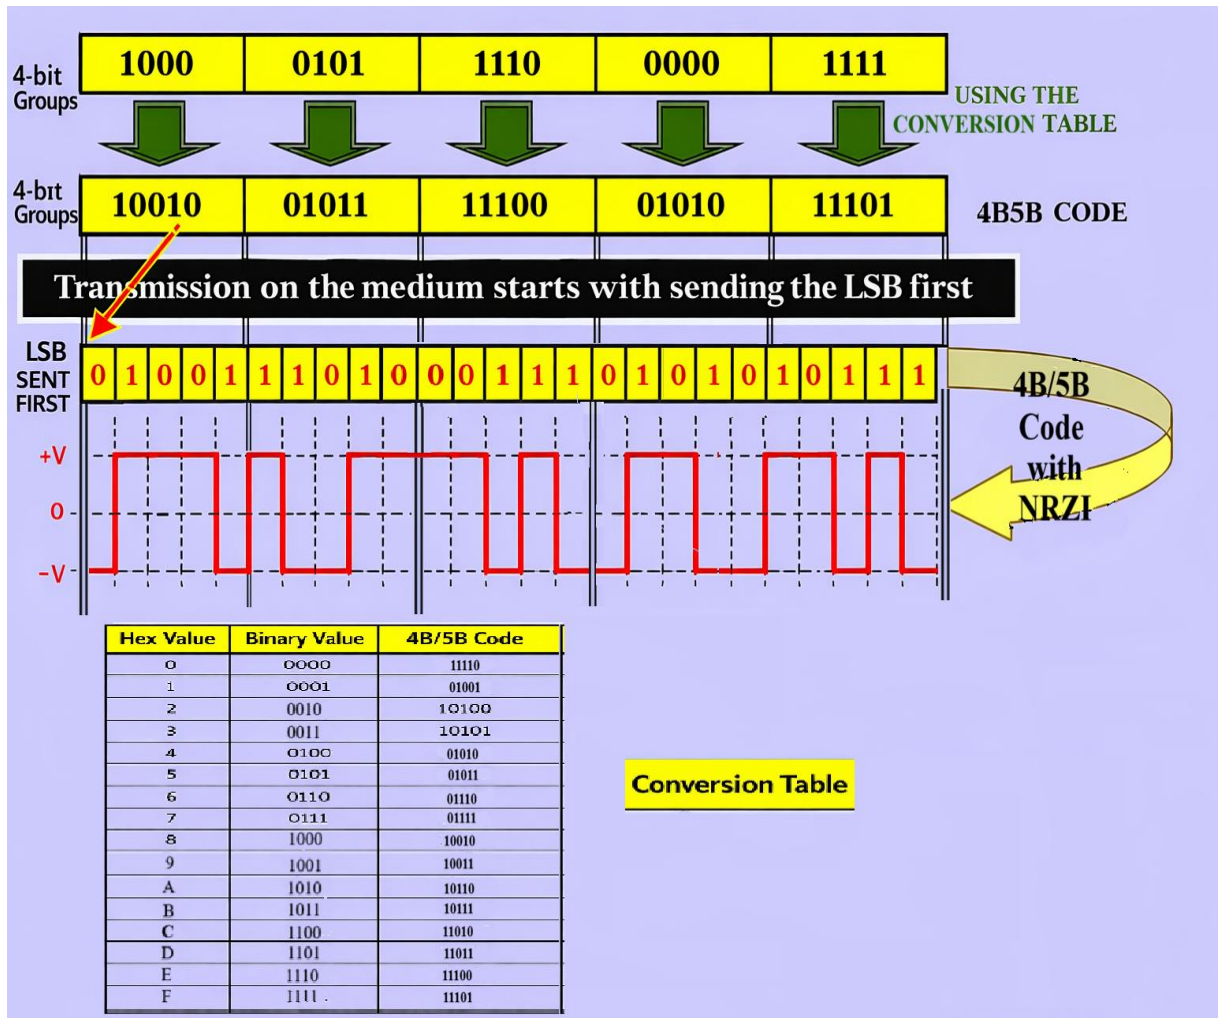 4-bit Groups 1000 0101 1110 0000 1111
USING THE
CONVERSION TABLE
4-bıt Groups 10010 01011 11100 01010 11101 4B5B CODE
Transmission on the medium starts with sending the LSB first
LSB SENT FIRST 0 1 0 0 1 1 1 0 1 0 0 0 1 1 1 0 1 0 1 0 1 0 1 1 1
+V
0
-V
4B/5B
Code
with
NRZI
Hex Value Binary Value 4B/5B Code
0 0000 11110
1 0001 01001
2 0010 10100
3 0011 10101
4 0100 01010
5 0101 01011
6 0110 01110
7 0111 01111
8 1000 10010
9 1001 10011
A 1010 10110
B 1011 10111
C 1100 11010
D 1101 11011
E 1110 11100
F 1111 11101
Conversion Table